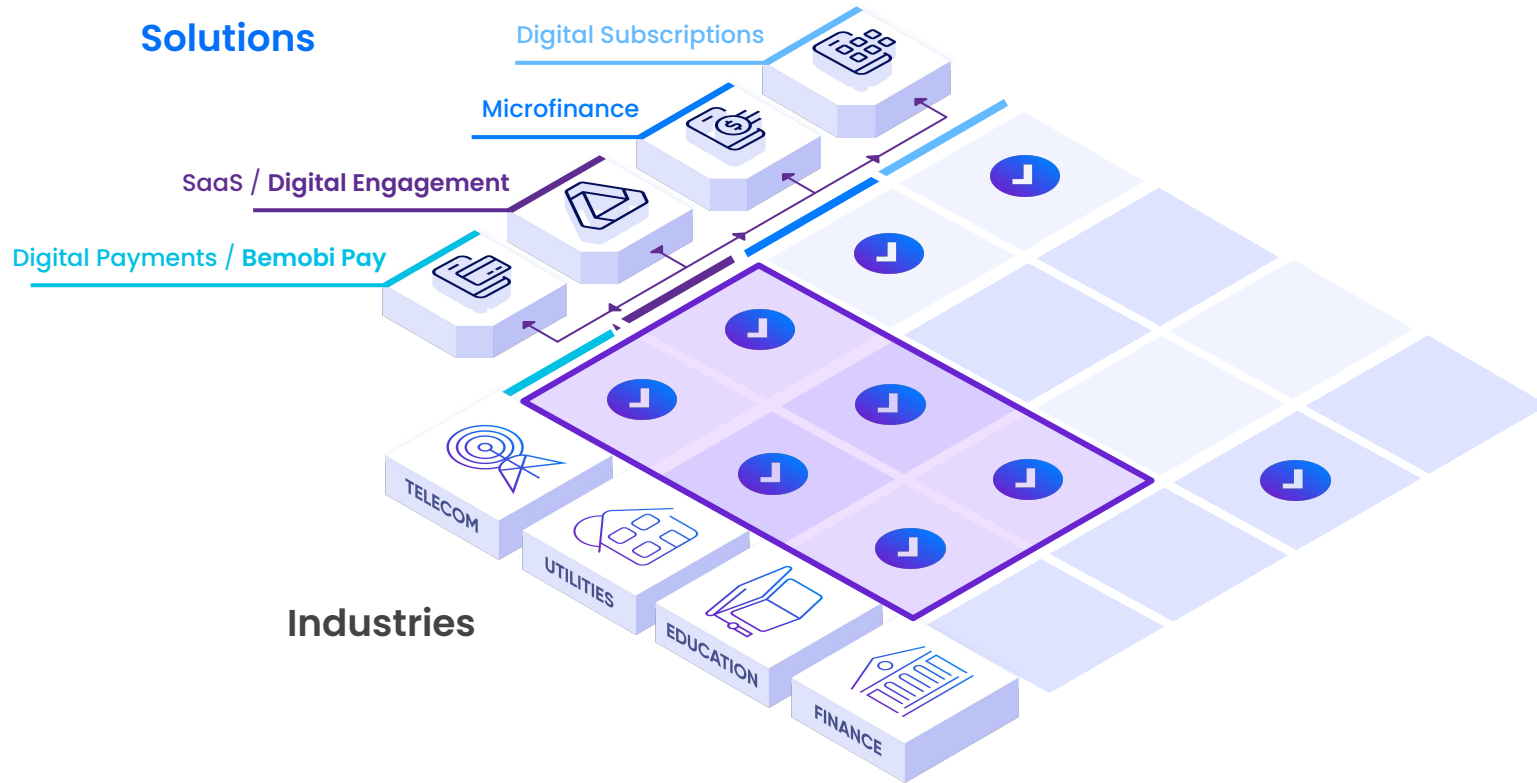 Solutions
Digital Subscriptions
Microfinance
SaaS / Digital Engagement
Digital Payments / Bemobi Pay
$
TELECOM
UTILITIES
EDUCATION
FINANCE
Industries